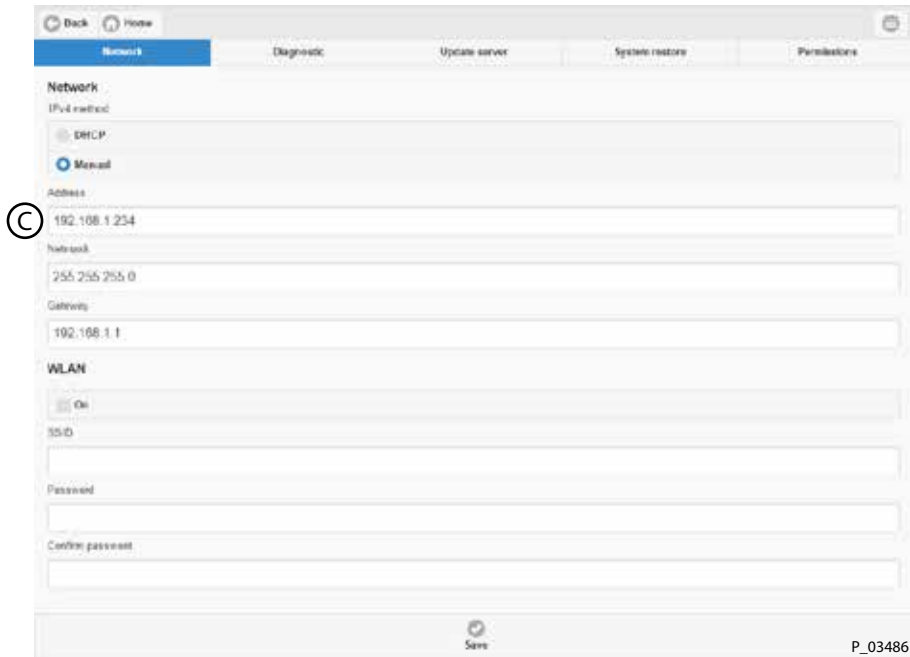 Back Home
Network Diagnostic Update server System restore Permissions
Network
IPv4 method
DHCP
Manual
Address
C 192.168.1.234
Netmask
255.255.255.0
Gateway
192.168.1.1
WLAN
On
SSID
Password
Confirm password
Save
P_03486